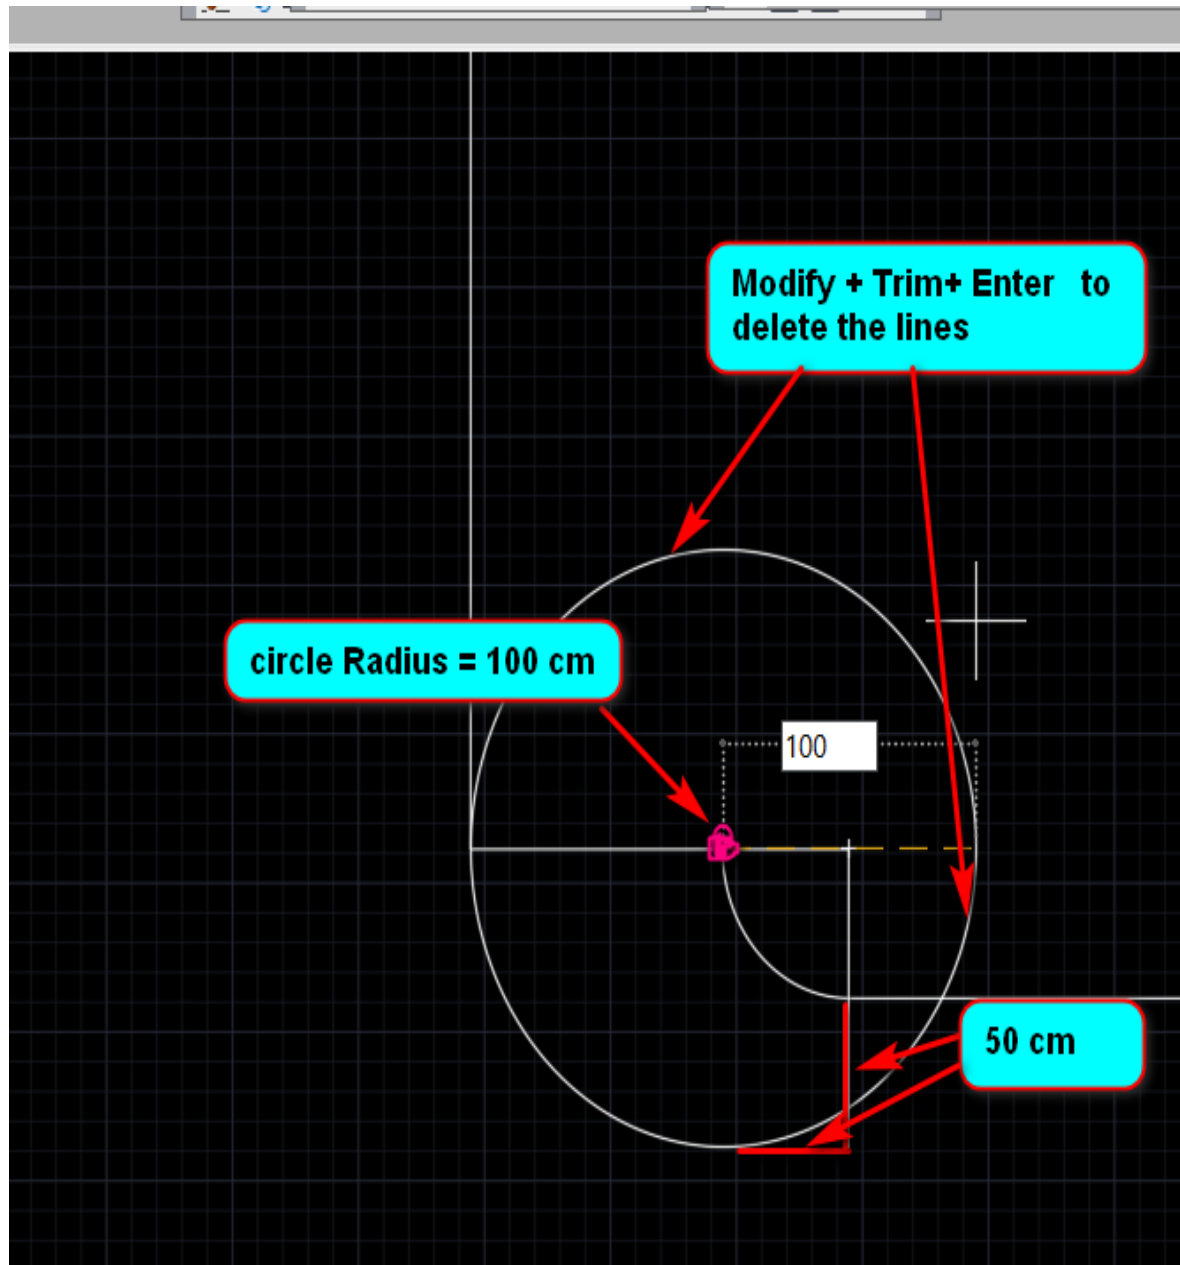 Modify + Trim+ Enter to
delete the lines
circle Radius = 100 cm
100
50 cm